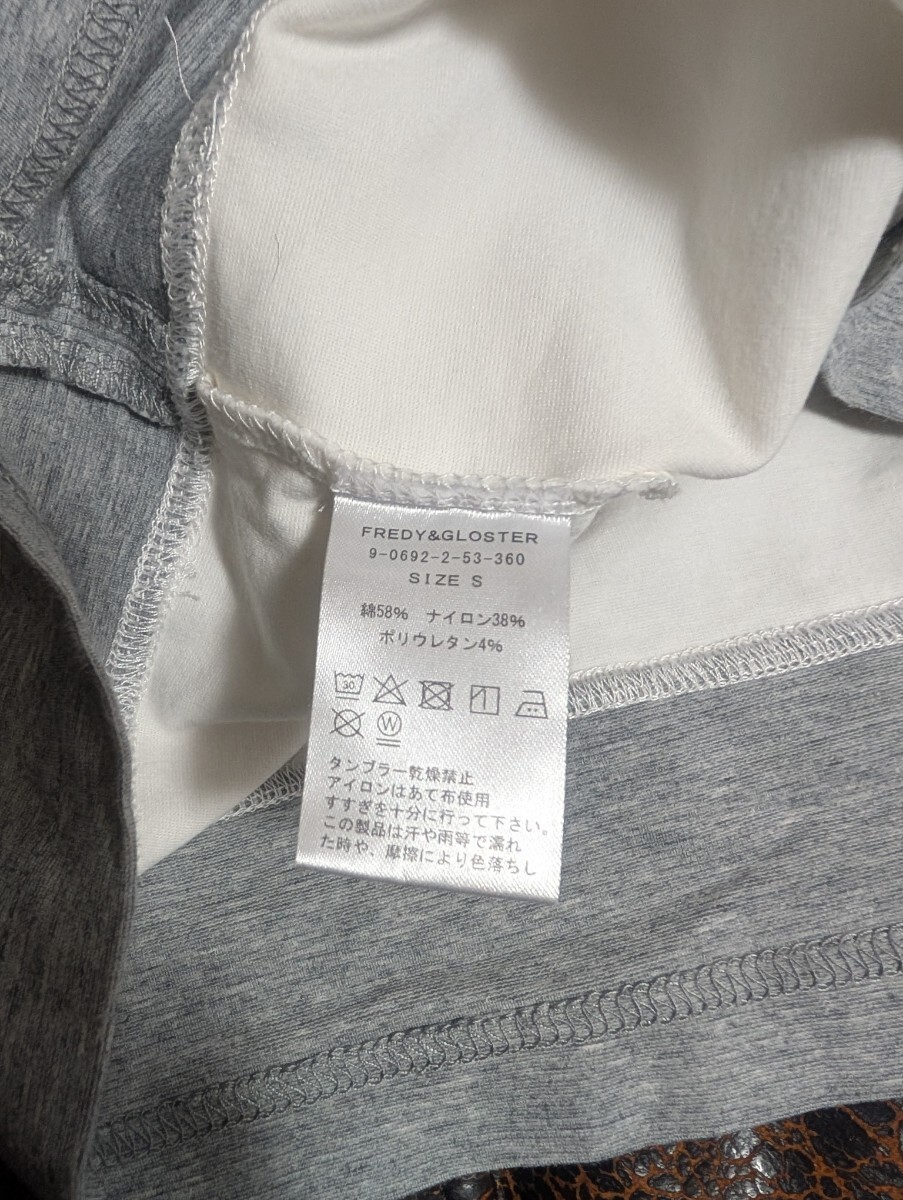 FREDY&GLOSTER
9-0692-2-53-360
SIZE S
綿58% ナイロン38%
ポリウレタン4%
30
W
タンブラー乾燥禁止
アイロンはあて布使用
すすぎを十分に行って下さい。
この製品は汗や雨等で濡れ
た時や、摩擦により色落ちし